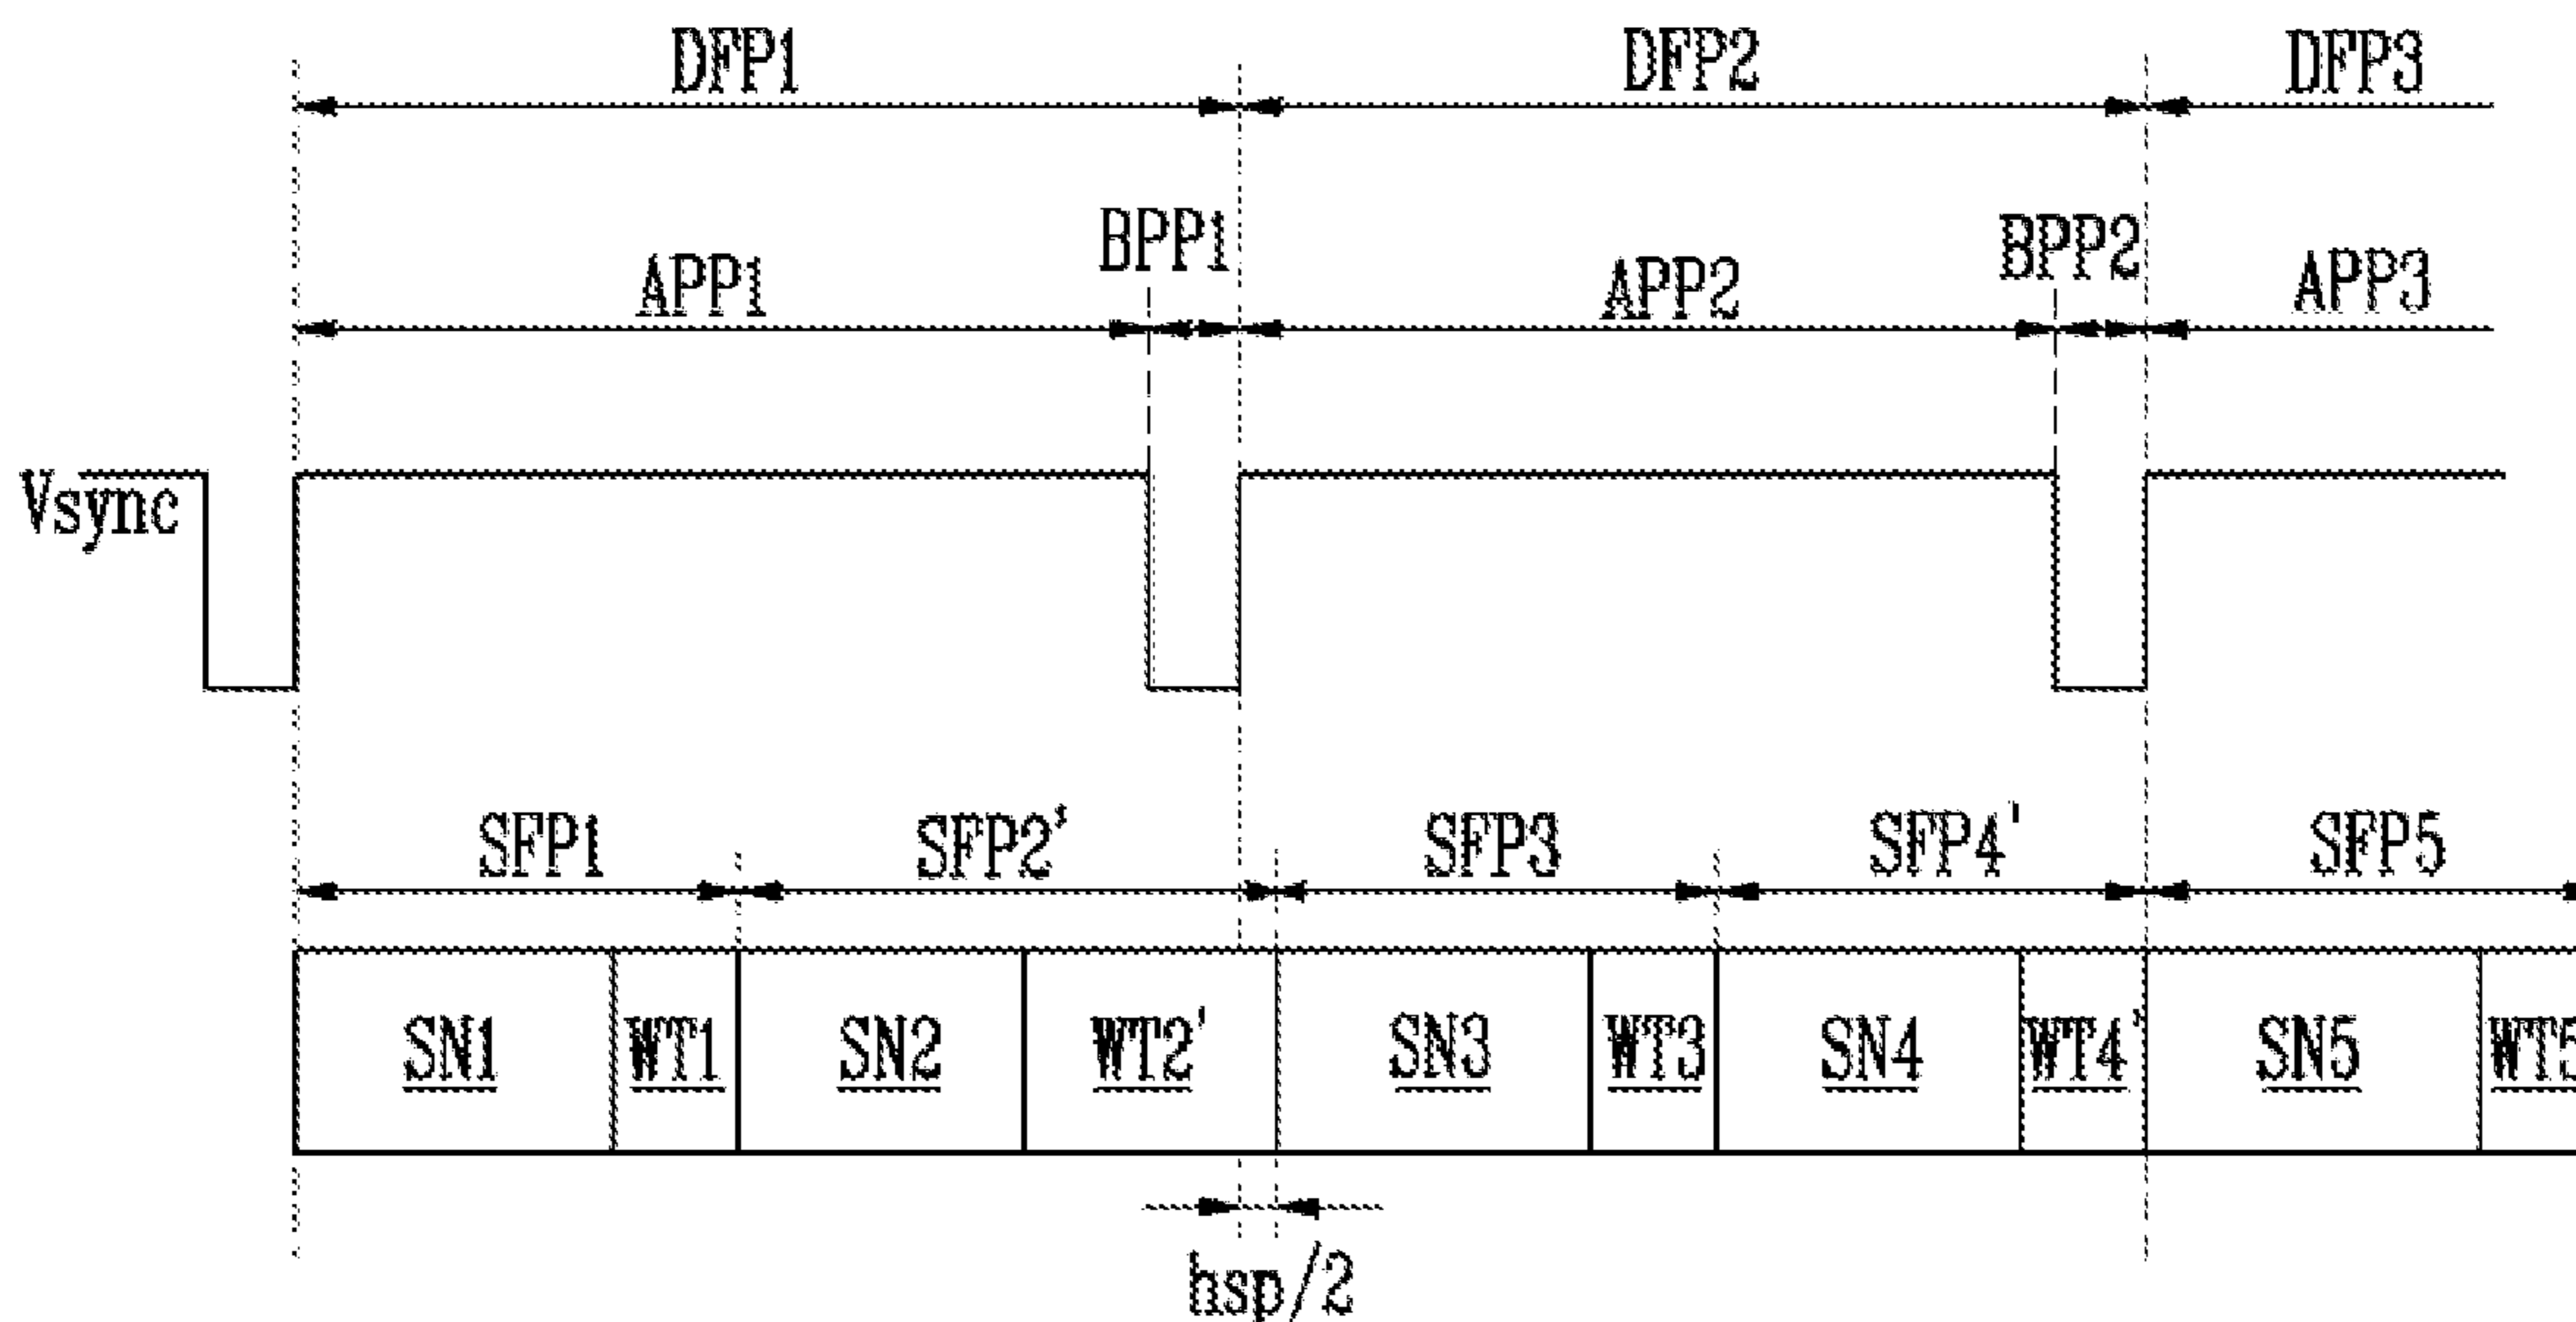 DFP1 DFP2 DFP3
BPP1 BPP2
APP1 APP2 APP3
Vsync
SFP1 SFP2' SFP3 SFP4' SFP5
SN1 WT1 SN2 WT2' SN3 WT3 SN4 WT4' SN5 WT5
hsp/2